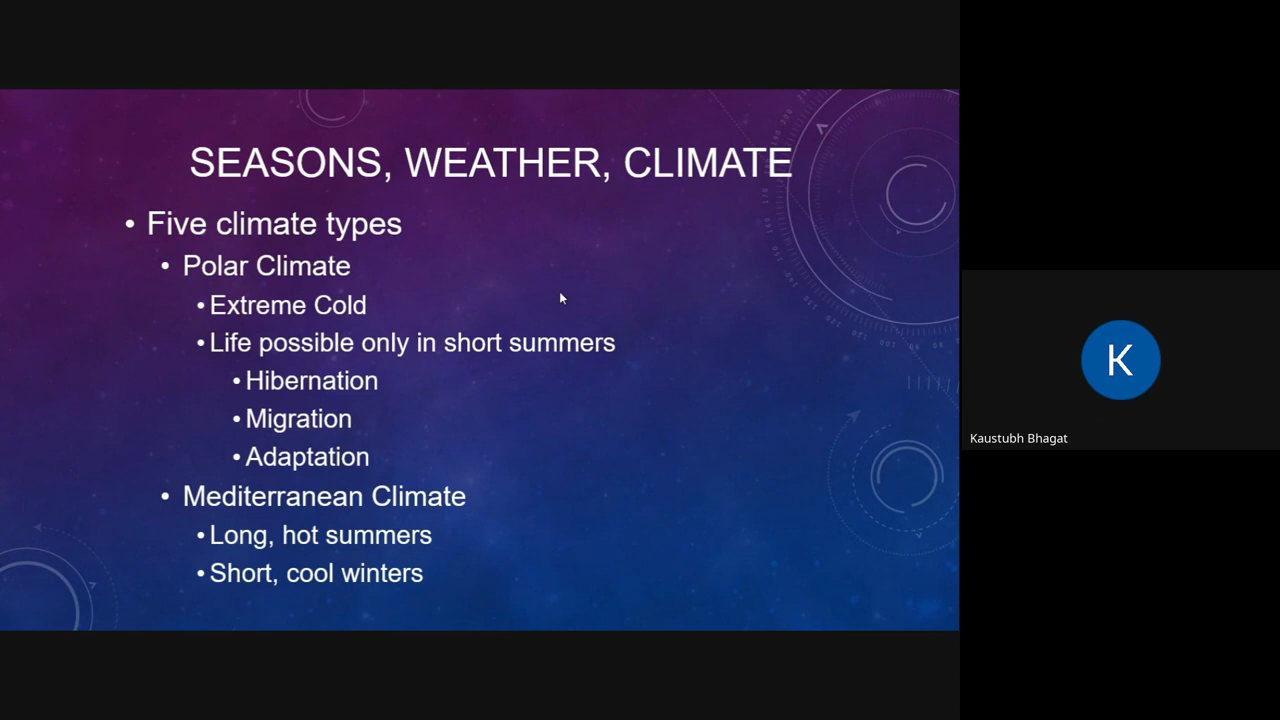 SEASONS, WEATHER, CLIMATE
• Five climate types
• Polar Climate
• Extreme Cold
• Life possible only in short summers
• Hibernation
• Migration
• Adaptation
• Mediterranean Climate
• Long, hot summers
• Short, cool winters
K
Kaustubh Bhagat